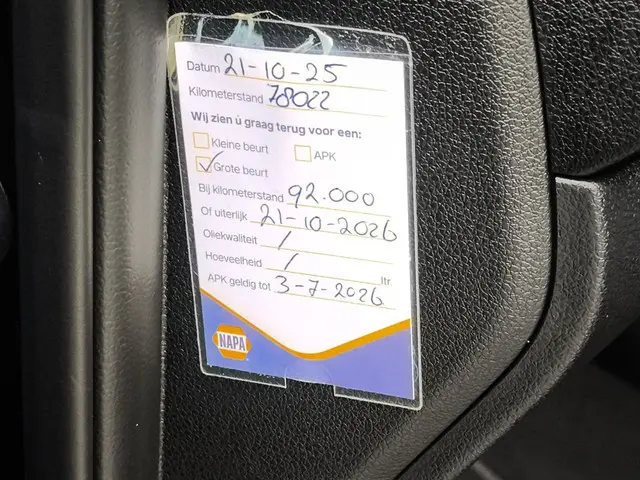 Datum 21-10-25
Kilometerstand 78022
Wij zien ú graag terug voor een:
Kleine beurt APK
Grote beurt
Bij kilometerstand 92.000
Of uiterlijk 21-10-2026
Oliekwaliteit /
Hoeveelheid / ltr.
APK geldig tot 3-7-2026
NAPA